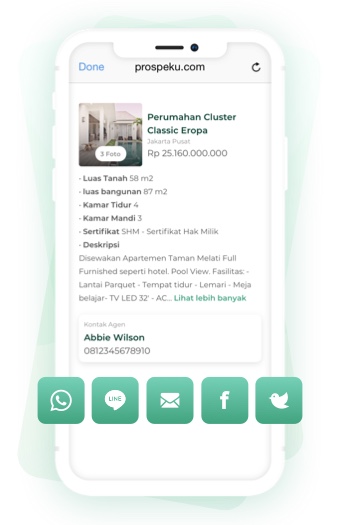 Done
prospeku.com
Perumahan Cluster
Classic Eropa
Jakarta Pusat
Rp 25.160.000.000
3 Foto
- Luas Tanah 58 m2
- luas bangunan 87 m2
- Kamar Tidur 4
- Kamar Mandi 3
- Sertifikat SHM - Sertifikat Hak Milik
- Deskripsi
Disewakan Apartemen Taman Melati Full
Furnished seperti hotel. Pool View. Fasilitas: -
Lantai Parquet - Tempat tidur - Lemari - Meja
belajar- TV LED 32' - AC... Lihat lebih banyak
Kontak Agen
Abbie Wilson
0812345678910
LINE